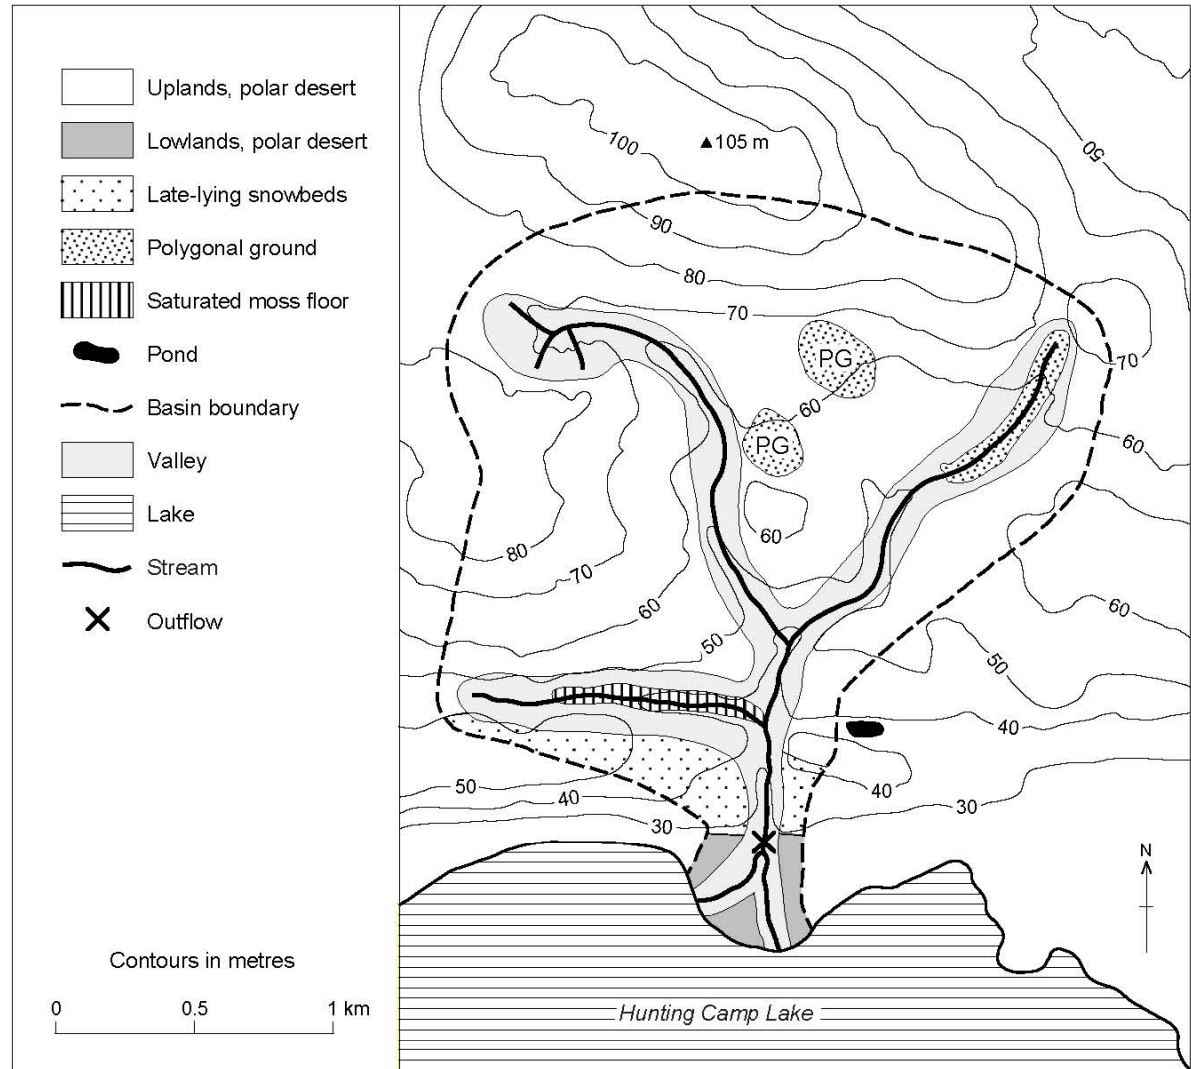 Uplands, polar desert
Lowlands, polar desert
Late-lying snowbeds
Polygonal ground
Saturated moss floor
Pond
Basin boundary
Valley
Lake
Stream
Outflow
Contours in metres
0 0.5 1 km
100
105 m
50
90
80
70
PG
70
60
PG
60
60
80
70
60
60
50
50
40
50
40
40
30
30
N
Hunting Camp Lake